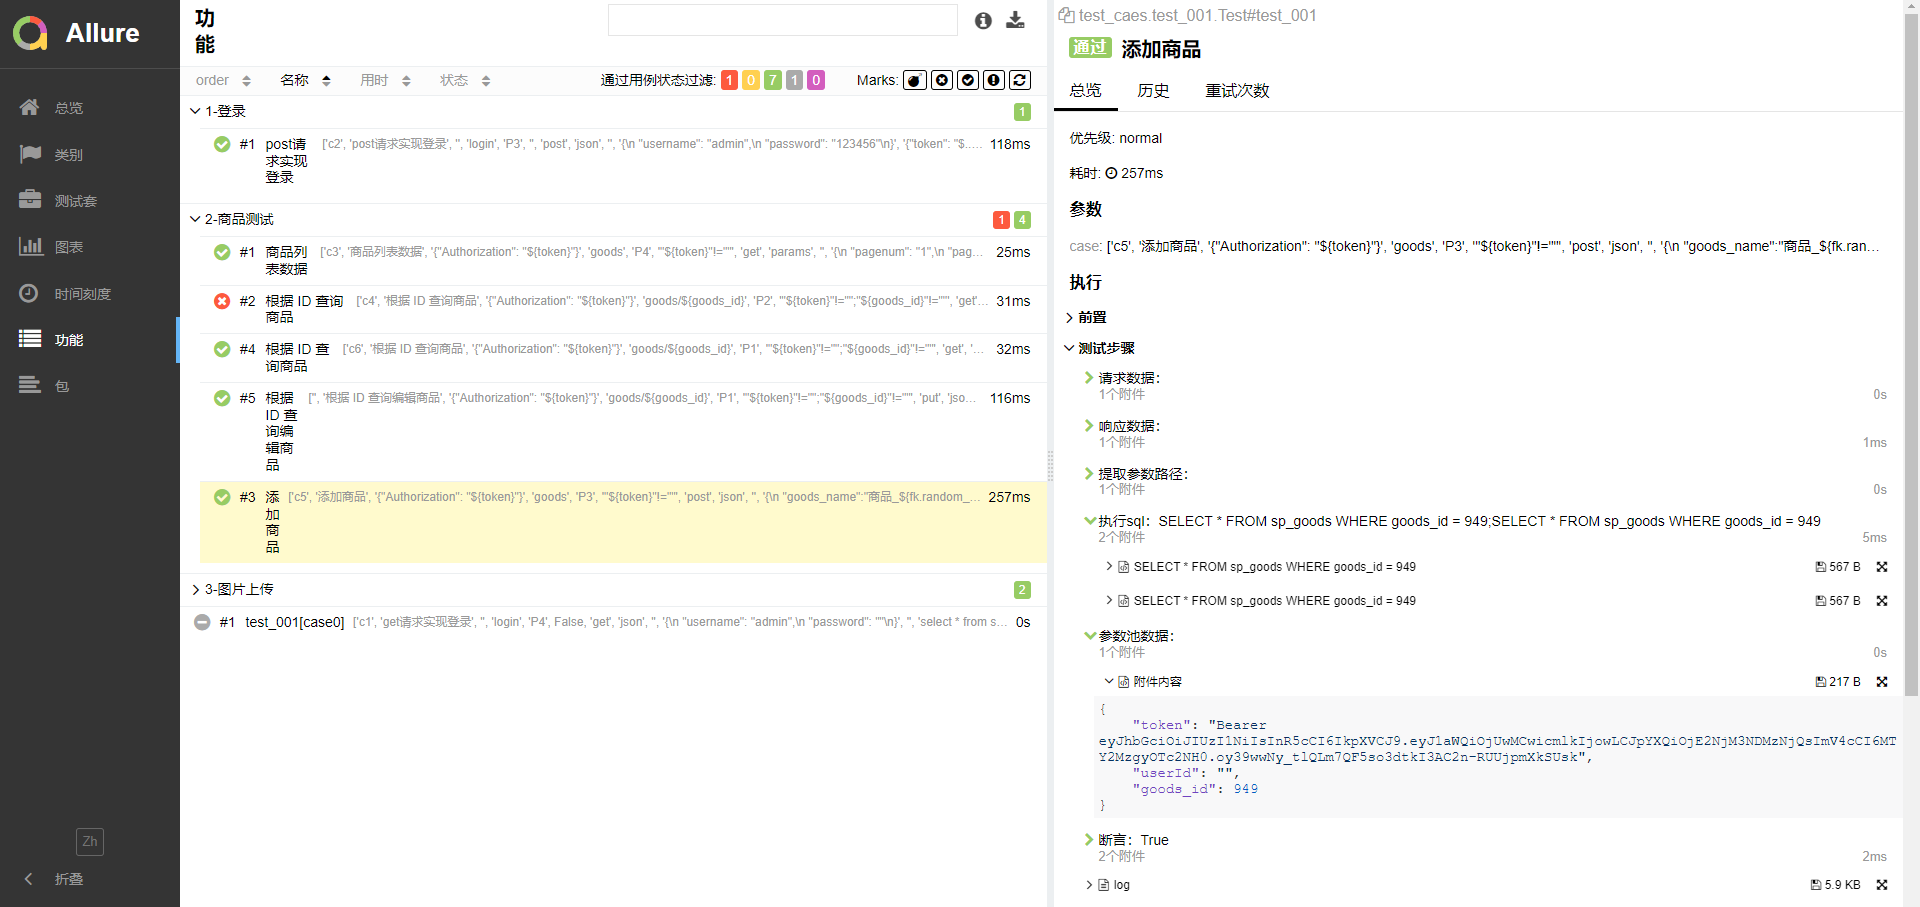 Allure
总览
类别
测试套
图表
时间刻度
功能
包
Zh
折叠
功
能
order 名称 用时 状态 通过用例状态过滤: 1 0 7 1 0 Marks:
1-登录 1
#1 post请求实现登录 ['c2', 'post请求实现登录', '', 'login', 'P3', '', 'post', 'json', '', '{\n "username": "admin",\n "password": "123456"\n}', '{"token": "$.… 118ms
2-商品测试 1 4
#1 商品列表数据 ['c3', '商品列表数据', '{"Authorization": "${token}"}', 'goods', 'P4', '"${token}"!=""', 'get', 'params', '', '{\n "pagenum": "1",\n "pag… 25ms
#2 根据 ID 查询商品 ['c4', '根据 ID 查询商品', '{"Authorization": "${token}"}', 'goods/${goods_id}', 'P2', '"${token}"!="";"${goods_id}"!=""', 'get'… 31ms
#4 根据 ID 查询商品 ['c6', '根据 ID 查询商品', '{"Authorization": "${token}"}', 'goods/${goods_id}', 'P1', '"${token}"!="";"${goods_id}"!=""', 'get', '… 32ms
#5 根据 ID 查询编辑商品 ['', '根据 ID 查询编辑商品', '{"Authorization": "${token}"}', 'goods/${goods_id}', 'P1', '"${token}"!="";"${goods_id}"!=""', 'put', 'jso… 116ms
#3 添加商品 ['c5', '添加商品', '{"Authorization": "${token}"}', 'goods', 'P3', '"${token}"!=""', 'post', 'json', '', '{\n "goods_name":"商品_${fk.random_… 257ms
3-图片上传 2
#1 test_001[case0] ['c1', 'get请求实现登录', '', 'login', 'P4', False, 'get', 'json', '', '{\n "username": "admin",\n "password": ""\n}', '', 'select * from s… 0s
test_caes.test_001.Test#test_001
通过 添加商品
总览 历史 重试次数
优先级: normal
耗时: 257ms
参数
case: ['c5', '添加商品', '{"Authorization": "${token}"}', 'goods', 'P3', '"${token}"!=""', 'post', 'json', '', '{\n "goods_name":"商品_${fk.ran…
执行
前置
测试步骤
请求数据：
1个附件 0s
响应数据：
1个附件 1ms
提取参数路径：
1个附件 0s
执行sql：SELECT * FROM sp_goods WHERE goods_id = 949;SELECT * FROM sp_goods WHERE goods_id = 949
2个附件 5ms
SELECT * FROM sp_goods WHERE goods_id = 949 567 B
SELECT * FROM sp_goods WHERE goods_id = 949 567 B
参数池数据：
1个附件 0s
附件内容 217 B
{
"token": "Bearer
eyJhbGciOiJIUzI1NiIsInR5cCI6IkpXVCJ9.eyJ1aWQiOjUwMCwicmlkIjowLCJpYXQiOjE2NjM3NDMzNjQsImV4cCI6MT
Y2MzgyOTc2NH0.oy39wwNy_tlQLm7QF5so3dtkI3AC2n-RUUjpmXkSUsk",
"userId": "",
"goods_id": 949
}
断言：True
2个附件 2ms
log 5.9 KB